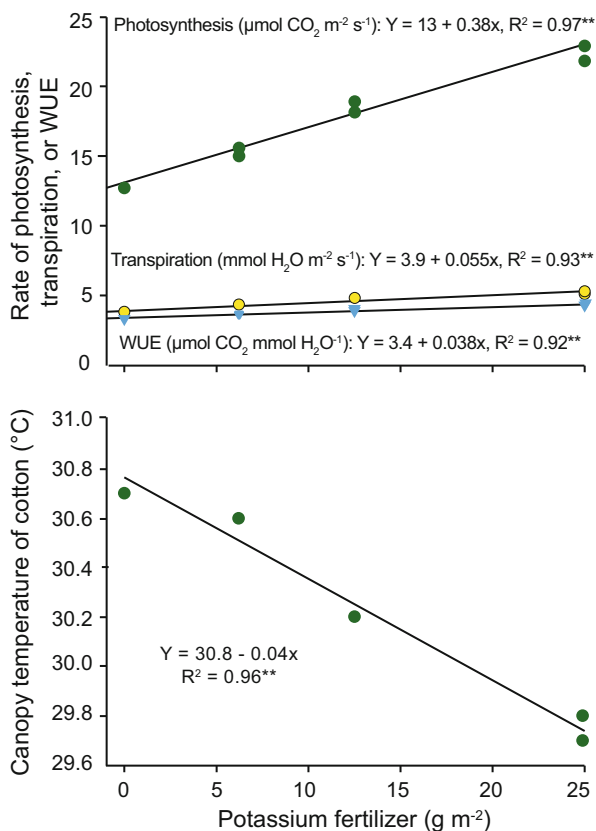 Photosynthesis (µmol CO₂ m⁻² s⁻¹): Y = 13 + 0.38x, R² = 0.97**
25
20
15
10
5
0
Rate of photosynthesis,
transpiration, or WUE
Transpiration (mmol H₂O m⁻² s⁻¹): Y = 3.9 + 0.055x, R² = 0.93**
WUE (µmol CO₂ mmol H₂O⁻¹): Y = 3.4 + 0.038x, R² = 0.92**
31.0
30.8
30.6
30.4
30.2
30.0
29.8
29.6
Canopy temperature of cotton (°C)
Y = 30.8 - 0.04x
R² = 0.96**
0 5 10 15 20 25
Potassium fertilizer (g m⁻²)